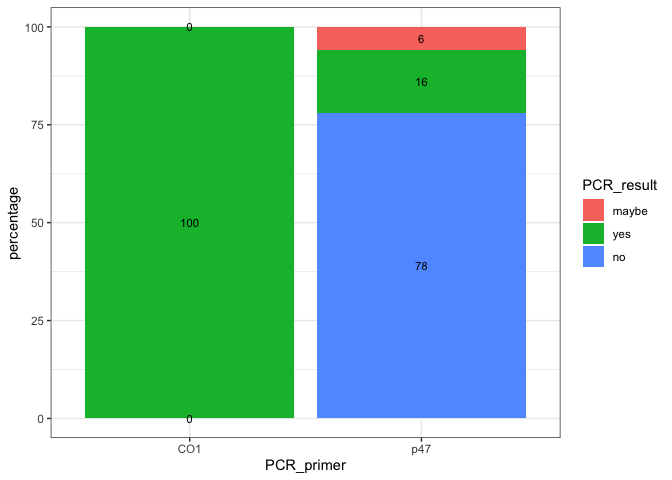 100
75
50
25
0
percentage
0
100
0
6
16
78
CO1
p47
PCR_primer
PCR_result
maybe
yes
no